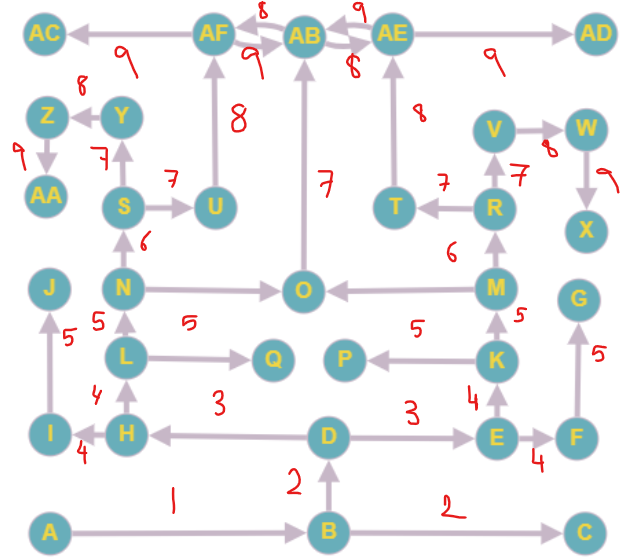 8 9
AC AF AB AE AD
9 9 8 9
8 8 8
Z Y V W
8
9 7 7 9
7 7
AA S U T R X
7
6 6
J N O M G
5 5 5 5 5 5
L Q P K
4 3 3 4
I H D E F
4 4
1 2 2
A B C